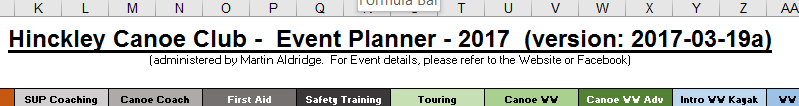 Formula Bar
K L M N O P Q R S T U V W X Y Z AA
Hinckley Canoe Club - Event Planner - 2017 (version: 2017-03-19a)
(administered by Martin Aldridge. For Event details, please refer to the Website or Facebook)
SUP Coaching Canoe Coach First Aid Safety Training Touring Canoe WW Canoe WW Adv Intro WW Kayak WW